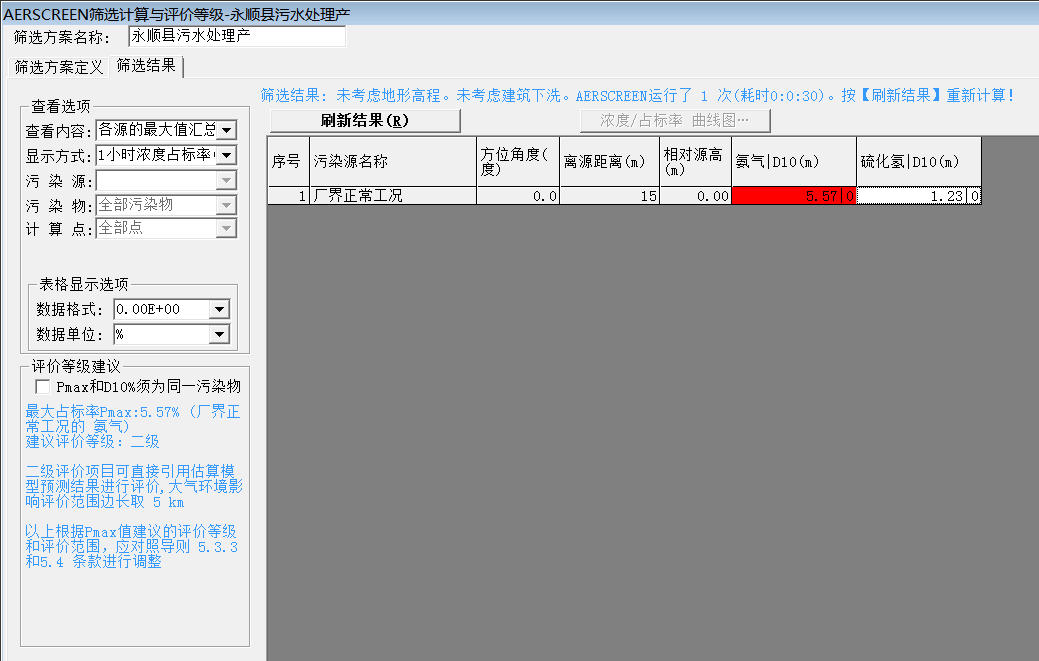 AERSCREEN筛选计算与评价等级-永顺县污水处理产
筛选方案名称：
永顺县污水处理产
筛选方案定义 筛选结果
查看选项
查看内容：各源的最大值汇总
显示方式：1小时浓度占标率
污 染 源：
污 染 物：全部污染物
计 算 点：全部点
表格显示选项
数据格式：0.00E+00
数据单位：%
评价等级建议
Pmax和D10%须为同一污染物
最大占标率Pmax:5.57% (厂界正
常工况的 氨气)
建议评价等级：二级
二级评价项目可直接引用估算模
型预测结果进行评价,大气环境影
响评价范围边长取 5 km
以上根据Pmax值建议的评价等级
和评价范围，应对照导则 5.3.3
和5.4 条款进行调整
筛选结果：未考虑地形高程。未考虑建筑下洗。AERSCREEN运行了 1 次(耗时0:0:30)。按【刷新结果】重新计算！
刷新结果(R) 浓度/占标率 曲线图…
序号 污染源名称 方位角度(度) 离源距离(m) 相对源高(m) 氨气|D10(m) 硫化氢|D10(m)
1 厂界正常工况 0.0 15 0.00 5.57|0 1.23|0